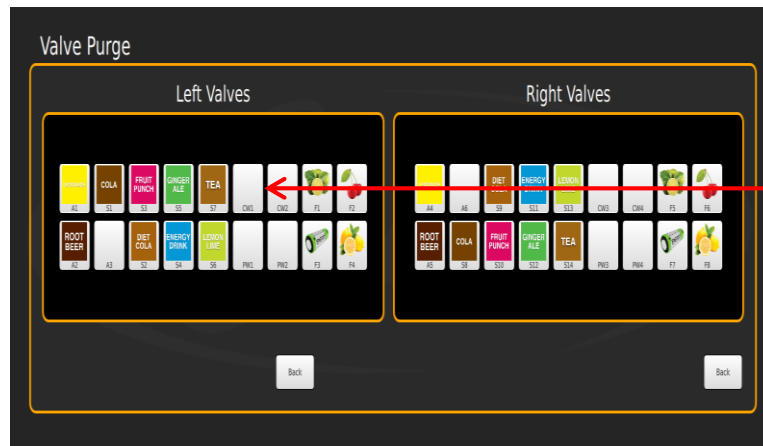 Valve Purge
Left Valves
Right Valves
COLA FRUIT PUNCH GINGER ALE TEA
A1 S1 S3 S5 S7 CW1 CW2 F1 F2
ROOT BEER DIET COLA ENERGY DRINK LEMON LIME
A2 A3 S2 S4 S6 PW1 PW2 F3 F4
DIET COLA ENERGY DRINK LEMON
A4 A6 S9 S11 S13 CW3 CW4 F5 F6
ROOT BEER COLA FRUIT PUNCH GINGER ALE TEA
A5 S8 S10 S12 S14 PW3 PW4 F7 F8
Back
Back